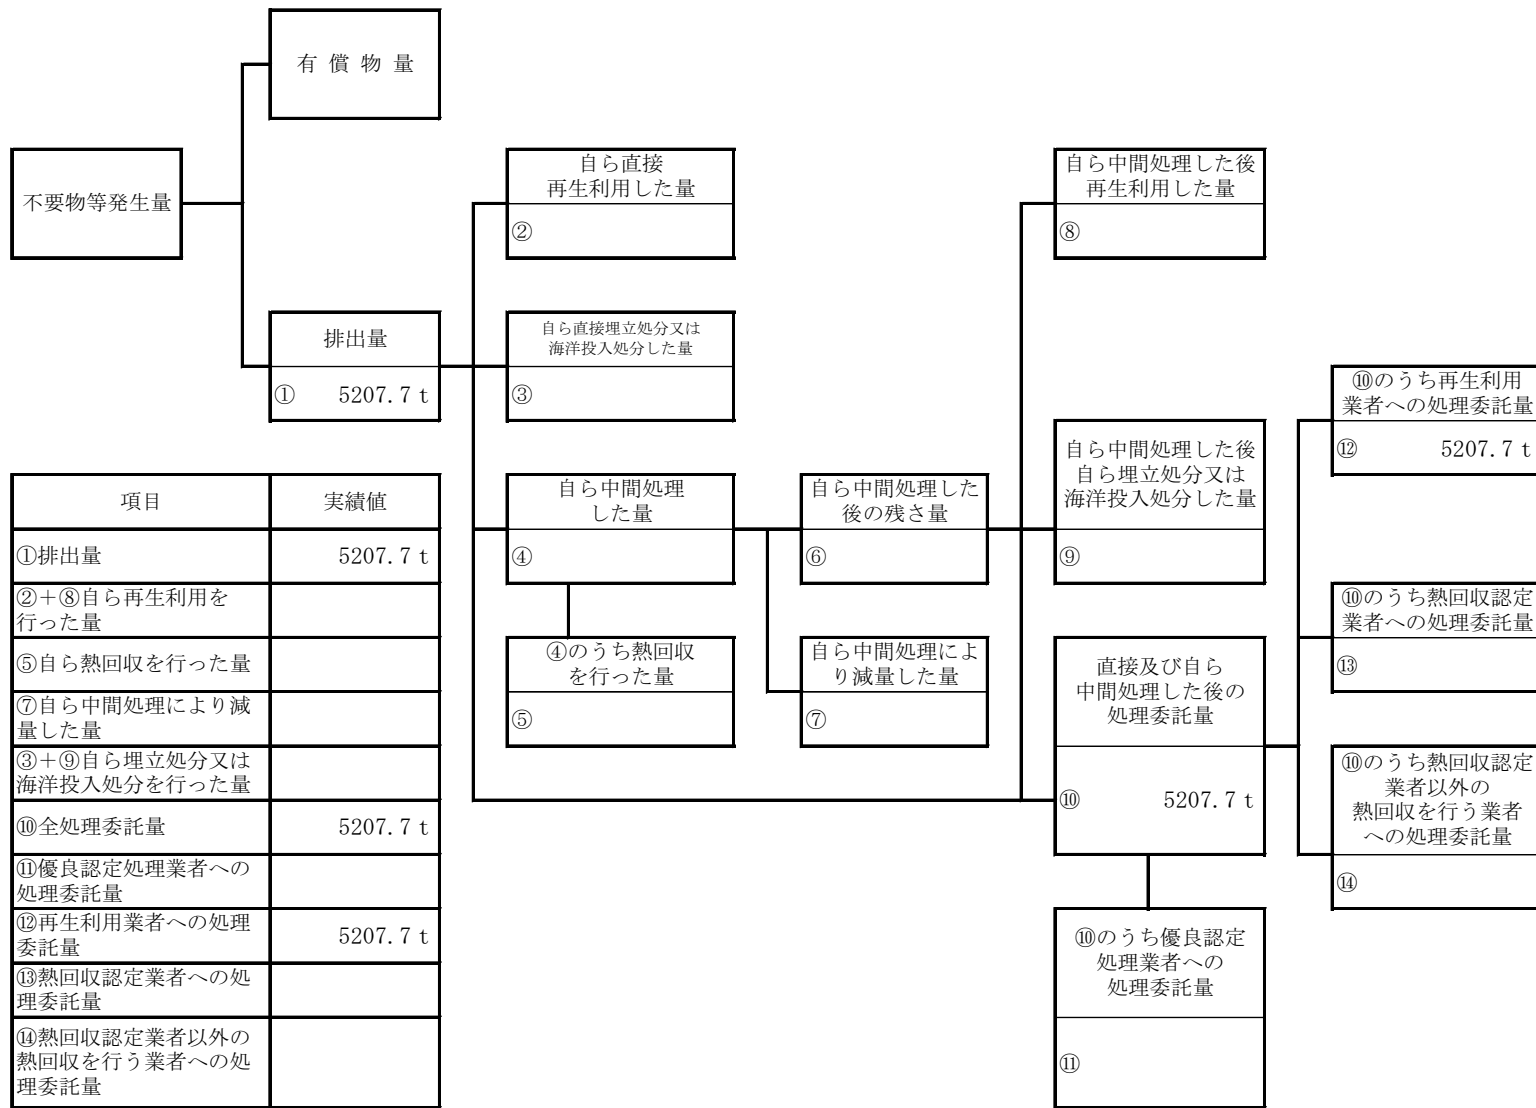 有償物量
不要物等発生量
自ら直接
再生利用した量
②
自ら中間処理した後
再生利用した量
⑧
排出量
① 5207.7 t
自ら直接埋立処分又は
海洋投入処分した量
③
自ら中間処理
した量
④
自ら中間処理した
後の残さ量
⑥
自ら中間処理した後
自ら埋立処分又は
海洋投入処分した量
⑨
⑩のうち再生利用
業者への処理委託量
⑫ 5207.7 t
④のうち熱回収
を行った量
⑤
自ら中間処理によ
り減量した量
⑦
直接及び自ら
中間処理した後の
処理委託量
⑩ 5207.7 t
⑩のうち熱回収認定
業者への処理委託量
⑬
⑩のうち熱回収認定
業者以外の
熱回収を行う業者
への処理委託量
⑭
⑩のうち優良認定
処理業者への
処理委託量
⑪
項目 実績値
①排出量 5207.7 t
②＋⑧自ら再生利用を
行った量
⑤自ら熱回収を行った量
⑦自ら中間処理により減
量した量
③＋⑨自ら埋立処分又は
海洋投入処分を行った量
⑩全処理委託量 5207.7 t
⑪優良認定処理業者への
処理委託量
⑫再生利用業者への処理
委託量 5207.7 t
⑬熱回収認定業者への処
理委託量
⑭熱回収認定業者以外の
熱回収を行う業者への処
理委託量